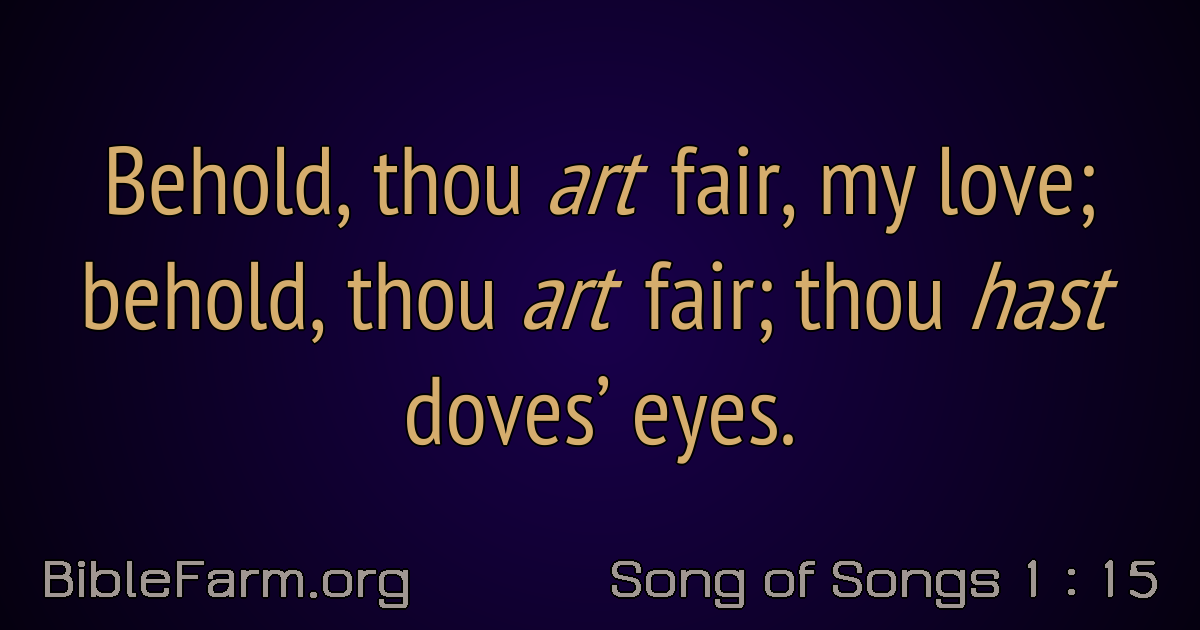 Behold, thou art fair, my love;
behold, thou art fair; thou hast
doves’ eyes.
BibleFarm.org
Song of Songs 1 : 15